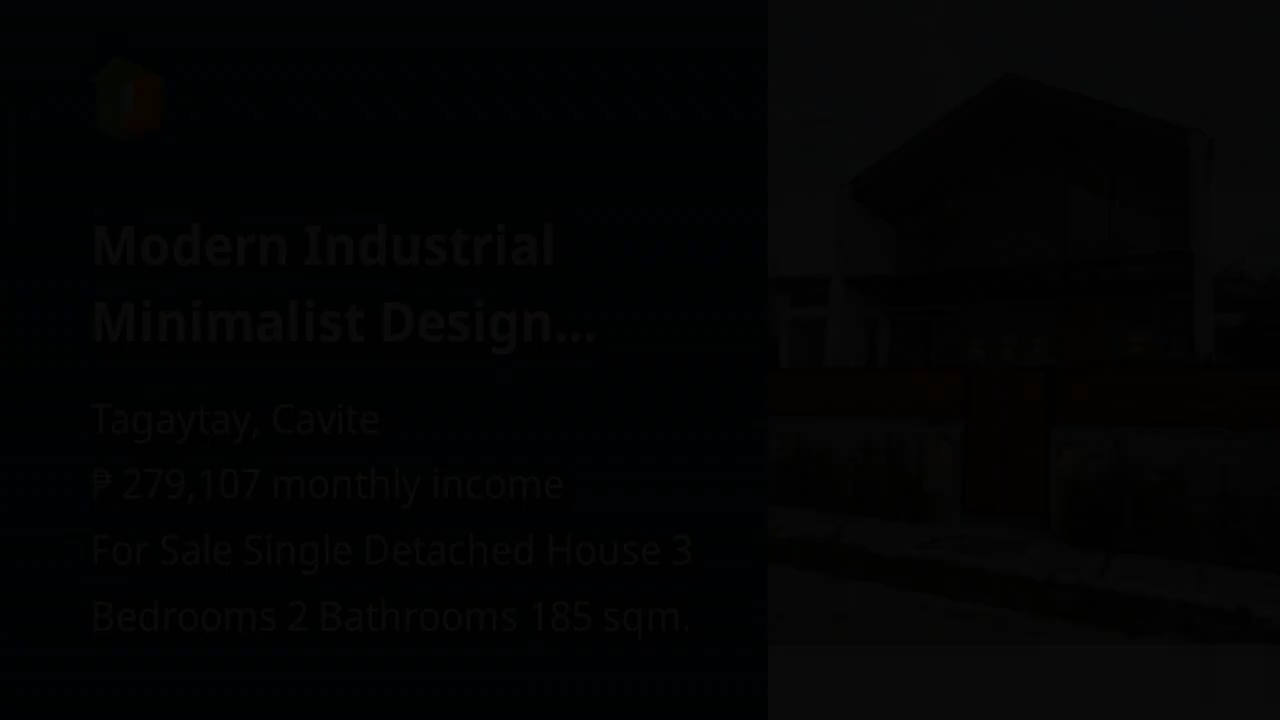 Modern Industrial
Minimalist Design...
Tagaytay, Cavite
₱ 279,107 monthly income
For Sale Single Detached House 3
Bedrooms 2 Bathrooms 185 sqm.